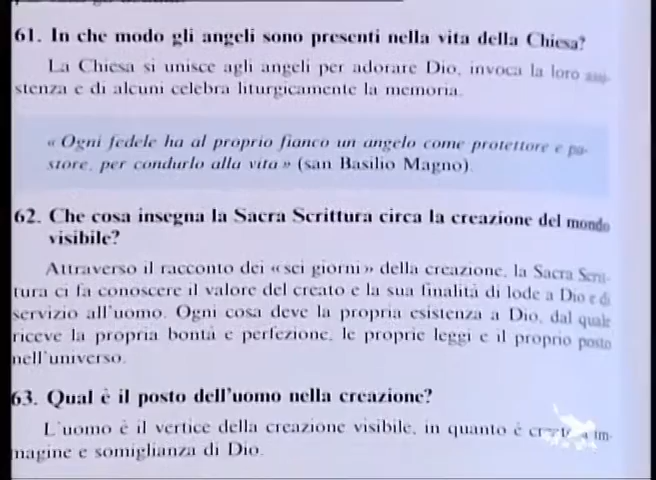 61. In che modo gli angeli sono presenti nella vita della Chiesa?
La Chiesa si unisce agli angeli per adorare Dio, invoca la loro assi-
stenza e di alcuni celebra liturgicamente la memoria.
« Ogni fedele ha al proprio fianco un angelo come protettore e pa-
store, per condurlo alla vita » (san Basilio Magno).
62. Che cosa insegna la Sacra Scrittura circa la creazione del mondo
visibile?
Attraverso il racconto dei «sei giorni» della creazione, la Sacra Scrit-
tura ci fa conoscere il valore del creato e la sua finalità di lode a Dio e di
servizio all'uomo. Ogni cosa deve la propria esistenza a Dio, dal quale
riceve la propria bontà e perfezione, le proprie leggi e il proprio posto
nell'universo.
63. Qual è il posto dell'uomo nella creazione?
L'uomo è il vertice della creazione visibile, in quanto è creato a im-
magine e somiglianza di Dio.